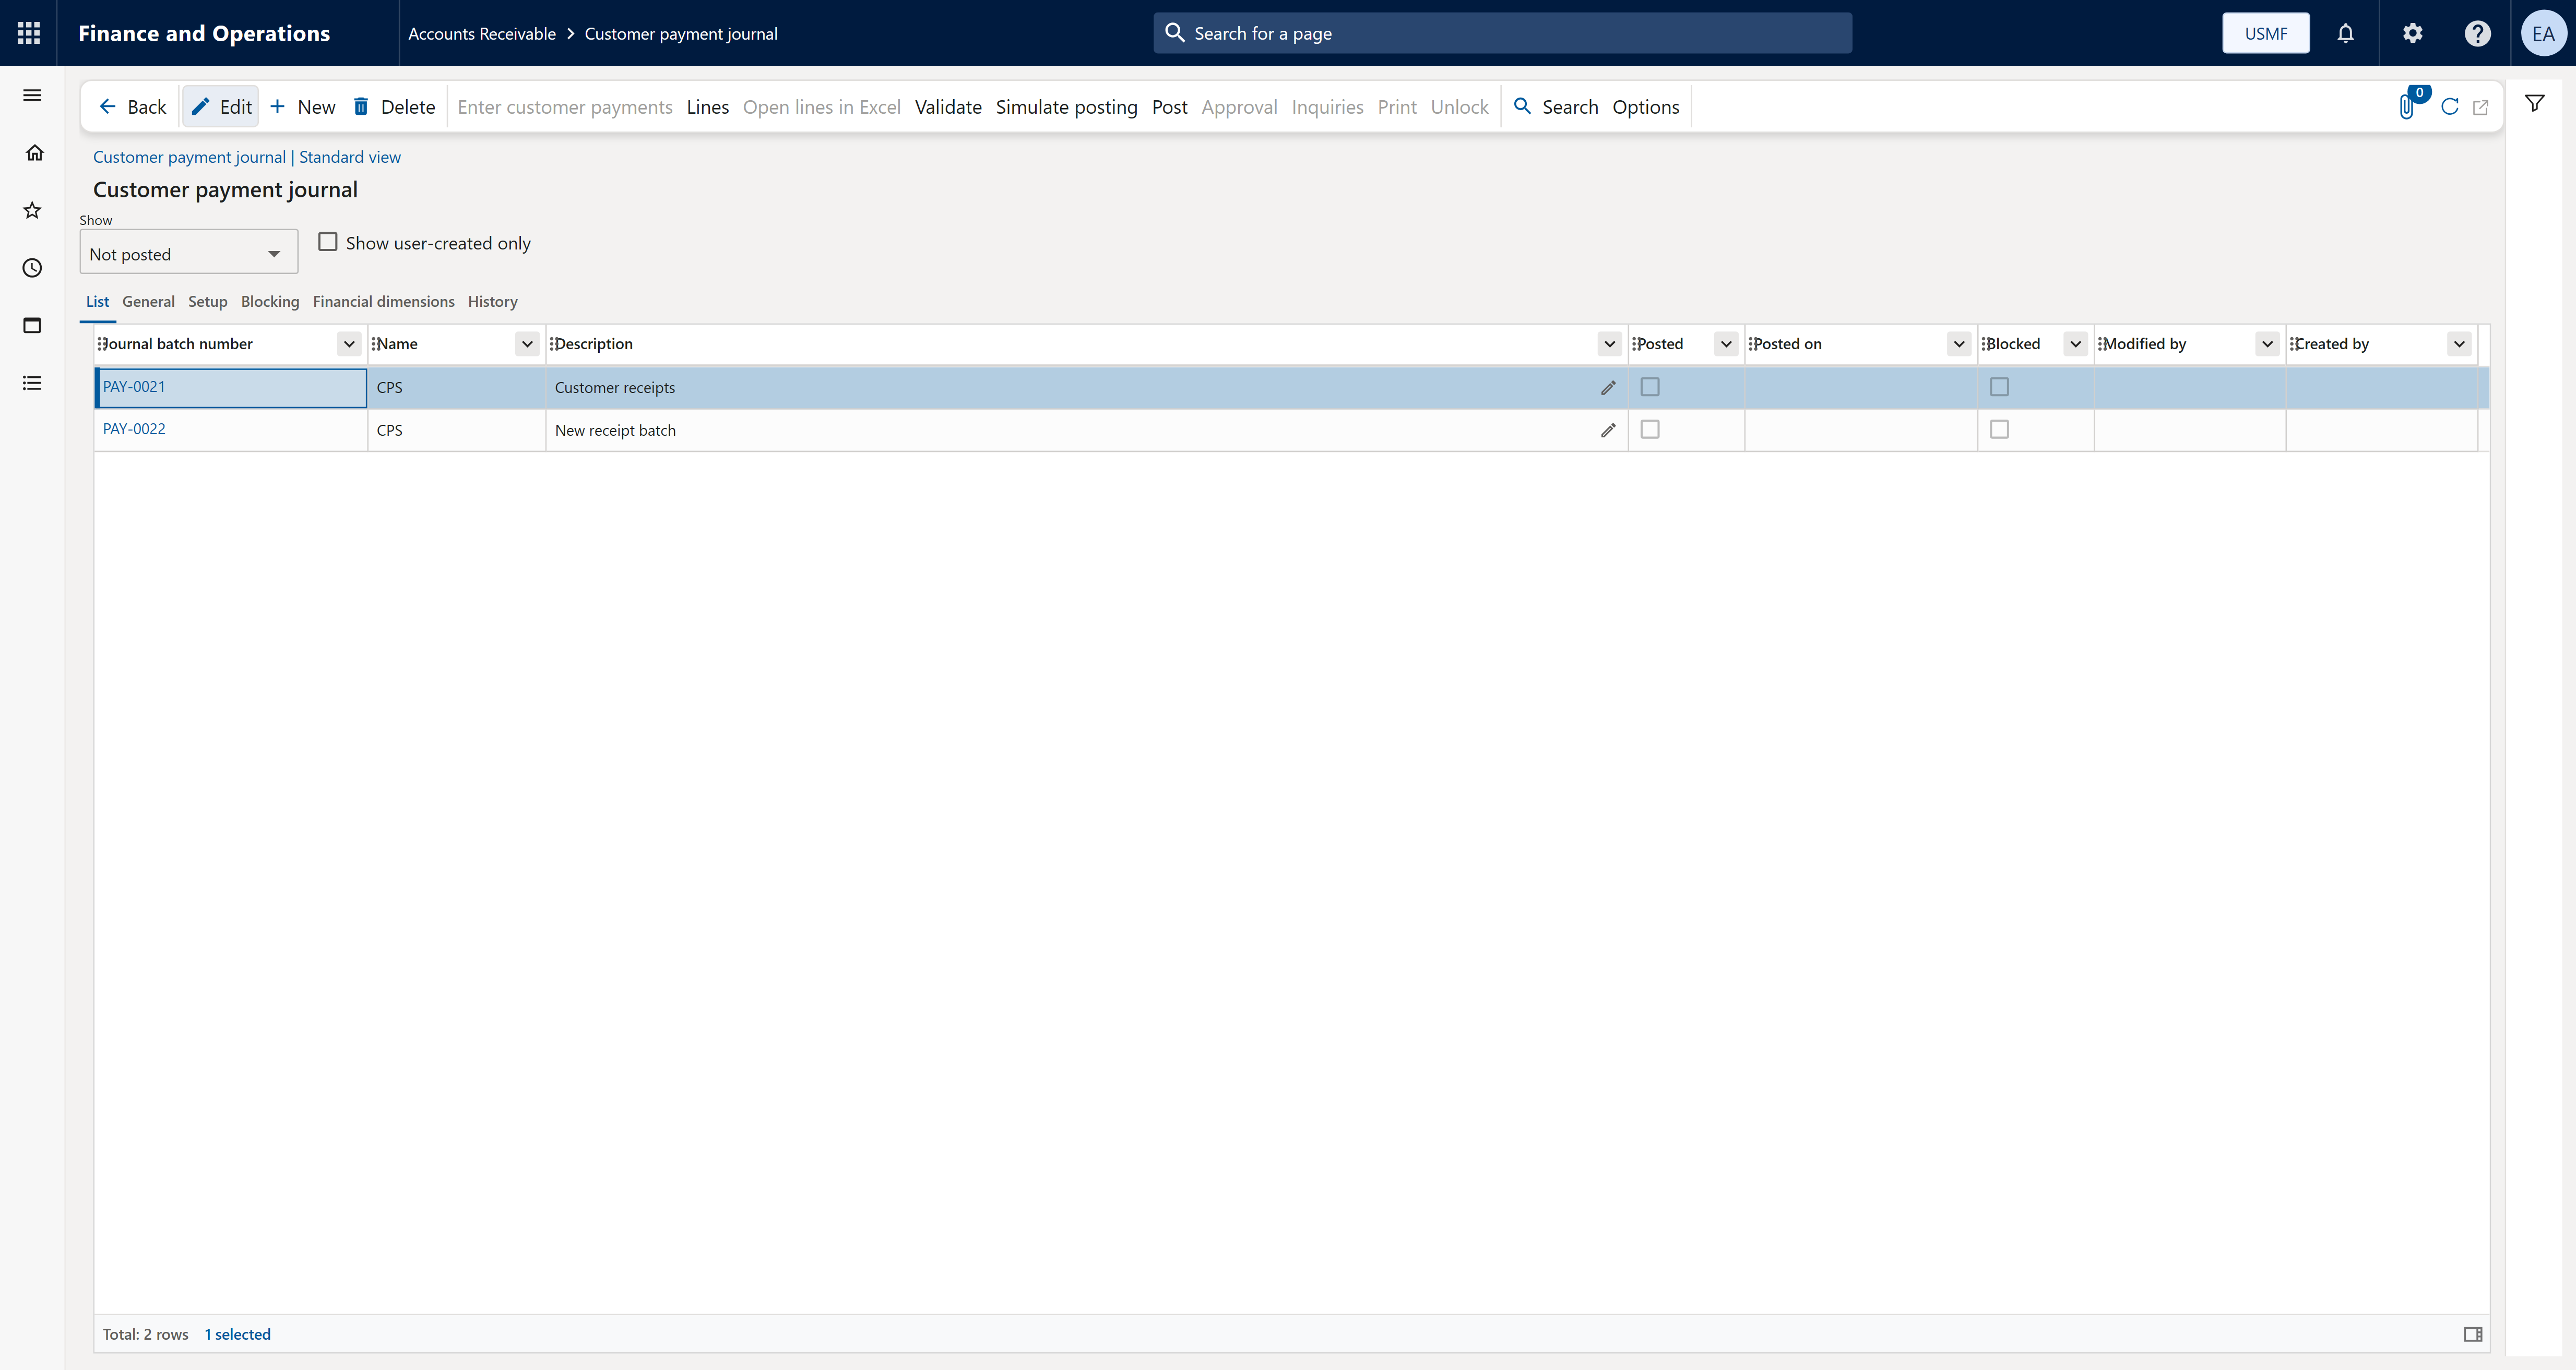 Finance and Operations
Accounts Receivable > Customer payment journal
Search for a page
USMF
EA
Back Edit New Delete Enter customer payments Lines Open lines in Excel Validate Simulate posting Post Approval Inquiries Print Unlock Search Options
0
Customer payment journal | Standard view
Customer payment journal
Show
Not posted
Show user-created only
List General Setup Blocking Financial dimensions History
Journal batch number Name Description Posted Posted on Blocked Modified by Created by
PAY-0021 CPS Customer receipts
PAY-0022 CPS New receipt batch
Total: 2 rows 1 selected